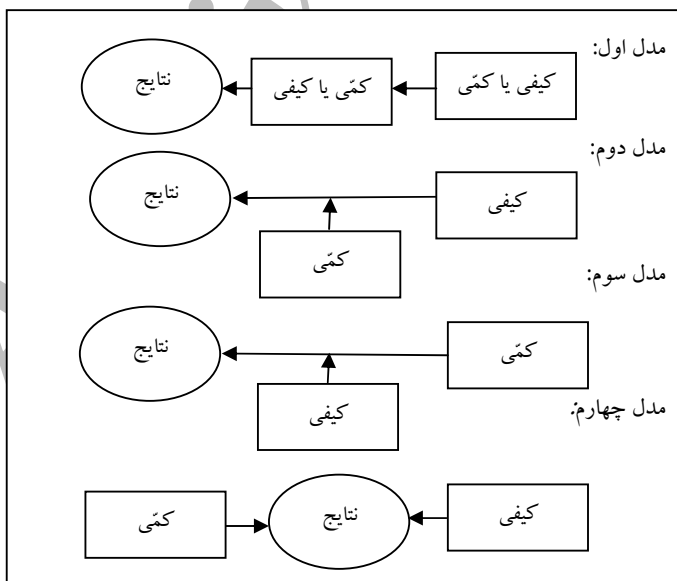 مدل اول:
کیفی یا کمّی
کمّی یا کیفی
نتایج
مدل دوم:
کیفی
نتایج
کمّی
مدل سوم:
کمّی
نتایج
کیفی
مدل چهارم:
کیفی
نتایج
کمّی